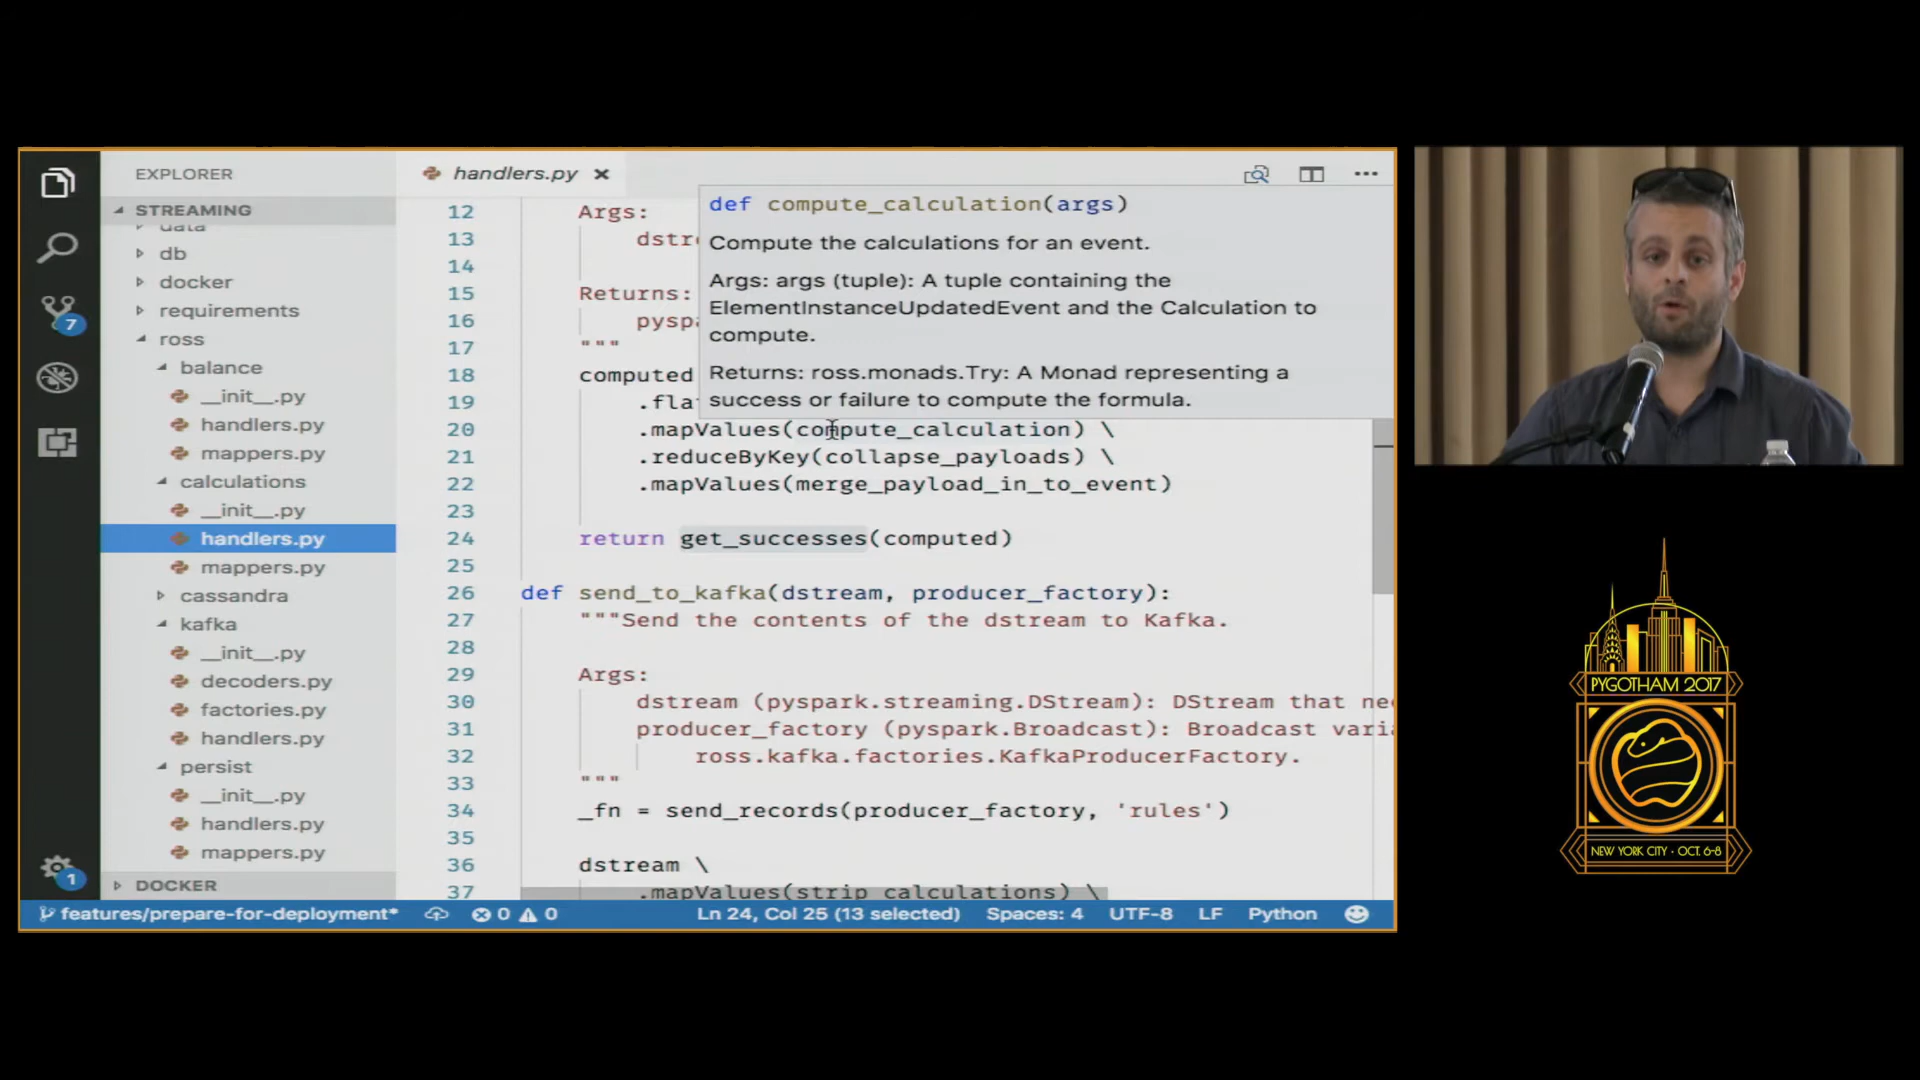 EXPLORER
STREAMING
data
db
docker
requirements
ross
balance
__init__.py
handlers.py
mappers.py
calculations
__init__.py
handlers.py
mappers.py
cassandra
kafka
__init__.py
decoders.py
factories.py
handlers.py
persist
__init__.py
handlers.py
mappers.py
DOCKER
7
1
handlers.py
def compute_calculation(args)
Compute the calculations for an event.
Args: args (tuple): A tuple containing the
ElementInstanceUpdatedEvent and the Calculation to
compute.
Returns: ross.monads.Try: A Monad representing a
success or failure to compute the formula.
12 Args:
13 dstr
14
15 Returns:
16 pysp
17 """
18 computed
19 .fla
20 .mapValues(compute_calculation) \
21 .reduceByKey(collapse_payloads) \
22 .mapValues(merge_payload_in_to_event)
23
24 return get_successes(computed)
25
26 def send_to_kafka(dstream, producer_factory):
27 """Send the contents of the dstream to Kafka.
28
29 Args:
30 dstream (pyspark.streaming.DStream): DStream that ne
31 producer_factory (pyspark.Broadcast): Broadcast vari
32 ross.kafka.factories.KafkaProducerFactory.
33 """
34 _fn = send_records(producer_factory, 'rules')
35
36 dstream \
37 .mapValues(strip_calculations) \
features/prepare-for-deployment* 0 0 Ln 24, Col 25 (13 selected) Spaces: 4 UTF-8 LF Python
PYGOTHAM 2017
NEW YORK CITY · OCT. 6-8